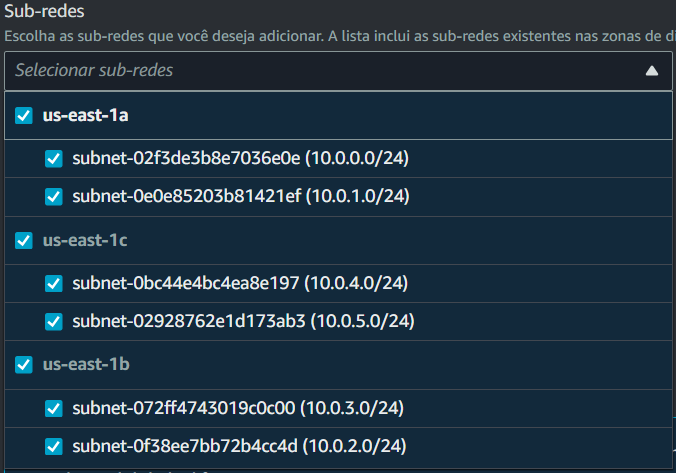 Sub-redes
Escolha as sub-redes que você deseja adicionar. A lista inclui as sub-redes existentes nas zonas de
Selecionar sub-redes
us-east-1a
subnet-02f3de3b8e7036e0e (10.0.0.0/24)
subnet-0e0e85203b81421ef (10.0.1.0/24)
us-east-1c
subnet-0bc44e4bc4ea8e197 (10.0.4.0/24)
subnet-02928762e1d173ab3 (10.0.5.0/24)
us-east-1b
subnet-072ff4743019c0c00 (10.0.3.0/24)
subnet-0f38ee7bb72b4cc4d (10.0.2.0/24)